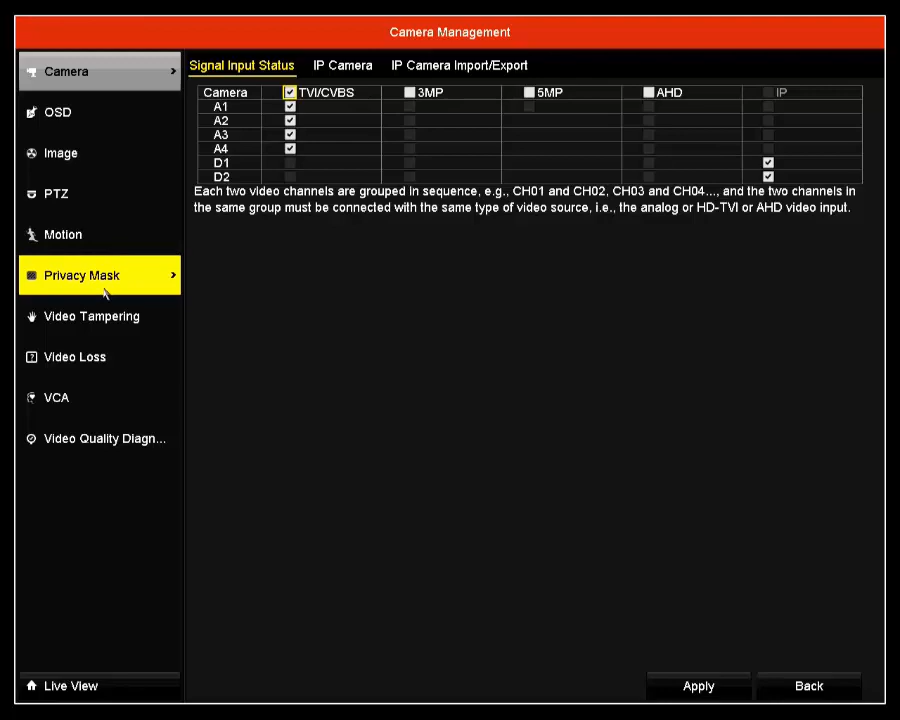 Camera Management
Camera
OSD
Image
PTZ
Motion
Privacy Mask
Video Tampering
Video Loss
VCA
Video Quality Diagn...
Live View
Signal Input Status IP Camera IP Camera Import/Export
Camera TVI/CVBS 3MP 5MP AHD IP
A1
A2
A3
A4
D1
D2
Each two video channels are grouped in sequence, e.g., CH01 and CH02, CH03 and CH04..., and the two channels in
the same group must be connected with the same type of video source, i.e., the analog or HD-TVI or AHD video input.
Apply Back